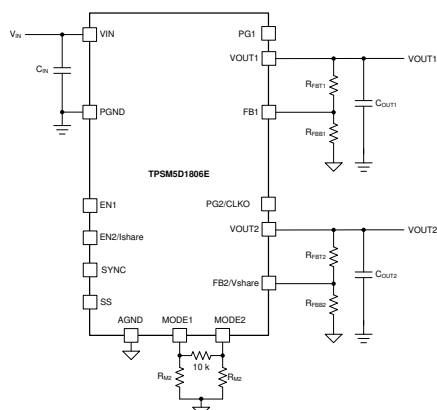 VIN
VIN
CIN
PGND
PG1
VOUT1
VOUT1
RFBT1
COUT1
FB1
RFBB1
TPSM5D1806E
EN1
EN2/Ishare
SYNC
SS
PG2/CLKO
VOUT2
VOUT2
RFBT2
COUT2
FB2/Vshare
RFBB2
AGND
MODE1
MODE2
10 k
RM2
RM2